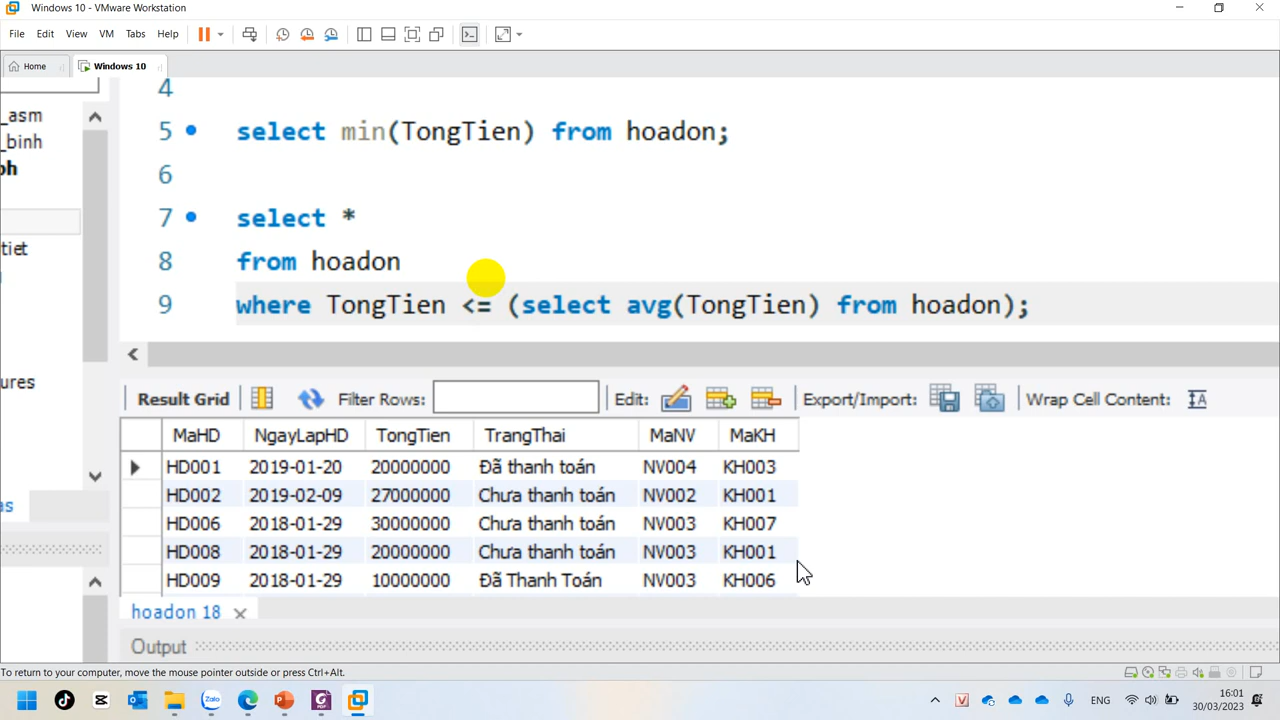 Windows 10 - VMware Workstation
File Edit View VM Tabs Help
Home Windows 10
_asm
_binh
ph
tiet
ures
as
4
5 select min(TongTien) from hoadon;
6
7 select *
8 from hoadon
9 where TongTien <= (select avg(TongTien) from hoadon);
Result Grid Filter Rows: Edit: Export/Import: Wrap Cell Content:
MaHD NgayLapHD TongTien TrangThai MaNV MaKH
HD001 2019-01-20 20000000 Đã thanh toán NV004 KH003
HD002 2019-02-09 27000000 Chưa thanh toán NV002 KH001
HD006 2018-01-29 30000000 Chưa thanh toán NV003 KH007
HD008 2018-01-29 20000000 Chưa thanh toán NV003 KH001
HD009 2018-01-29 10000000 Đã Thanh Toán NV003 KH006
hoadon 18
Output
To return to your computer, move the mouse pointer outside or press Ctrl+Alt.
Zalo
PDF
V
ENG
16:01
30/03/2023